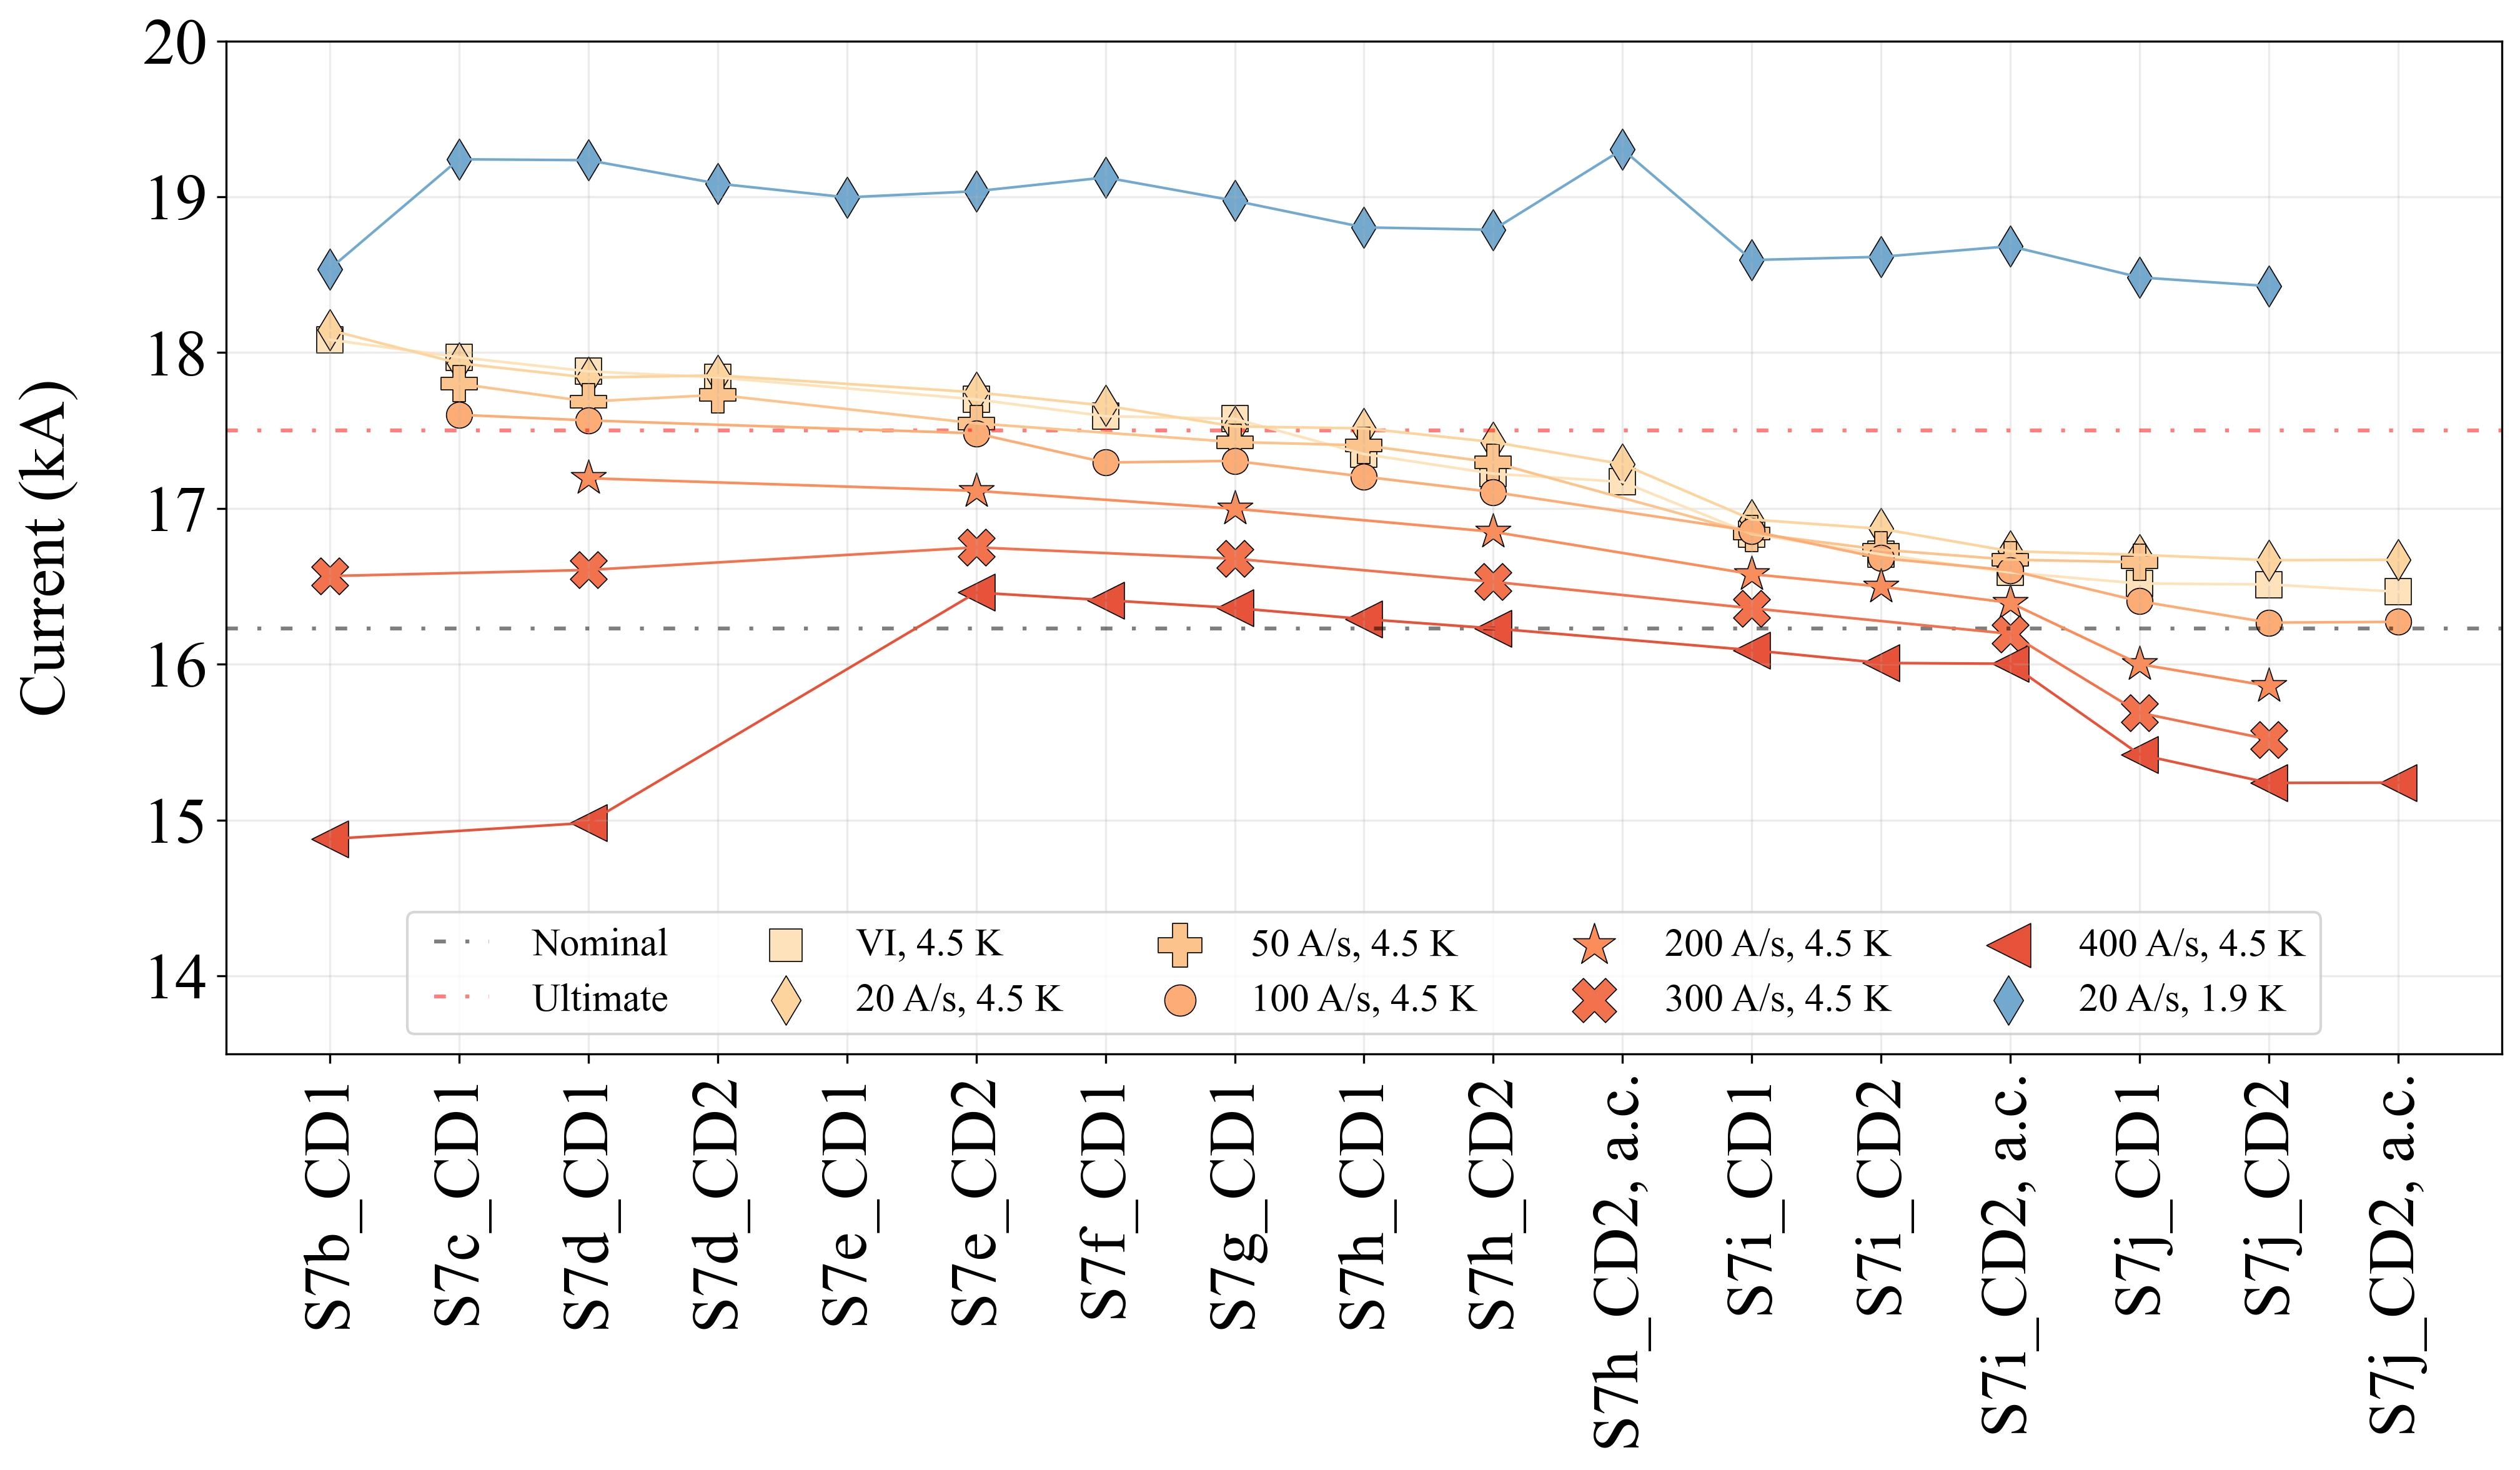 Current (kA)
20
19
18
17
16
15
14
Nominal
Ultimate
VI, 4.5 K
20 A/s, 4.5 K
50 A/s, 4.5 K
100 A/s, 4.5 K
200 A/s, 4.5 K
300 A/s, 4.5 K
400 A/s, 4.5 K
20 A/s, 1.9 K
S7b_CD1
S7c_CD1
S7d_CD1
S7d_CD2
S7e_CD1
S7e_CD2
S7f_CD1
S7g_CD1
S7h_CD1
S7h_CD2
S7h_CD2, a.c.
S7i_CD1
S7i_CD2
S7i_CD2, a.c.
S7j_CD1
S7j_CD2
S7j_CD2, a.c.